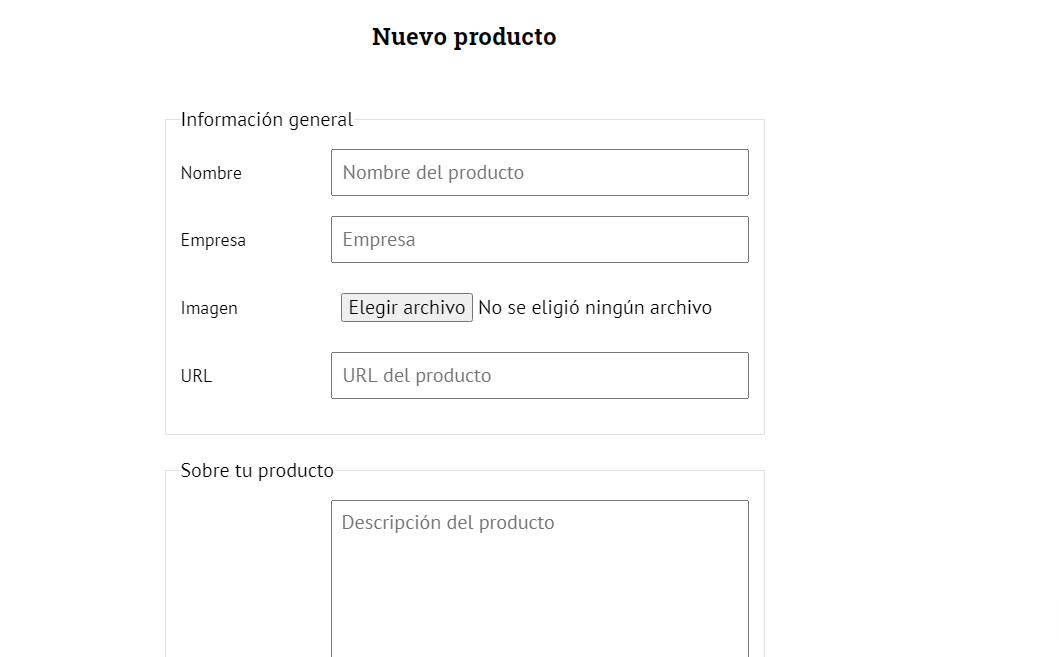 Nuevo producto
Información general
Nombre
Nombre del producto
Empresa
Empresa
Imagen
Elegir archivo No se eligió ningún archivo
URL
URL del producto
Sobre tu producto
Descripción del producto